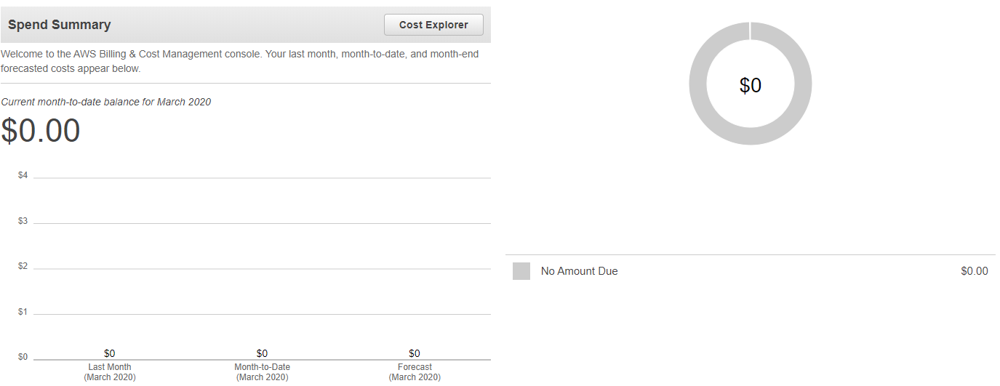 Spend Summary
Cost Explorer
Welcome to the AWS Billing & Cost Management console. Your last month, month-to-date, and month-end
forecasted costs appear below.
Current month-to-date balance for March 2020
$0.00
$4
$3
$2
$1
$0
$0
$0
$0
Last Month
(March 2020)
Month-to-Date
(March 2020)
Forecast
(March 2020)
$0
No Amount Due
$0.00